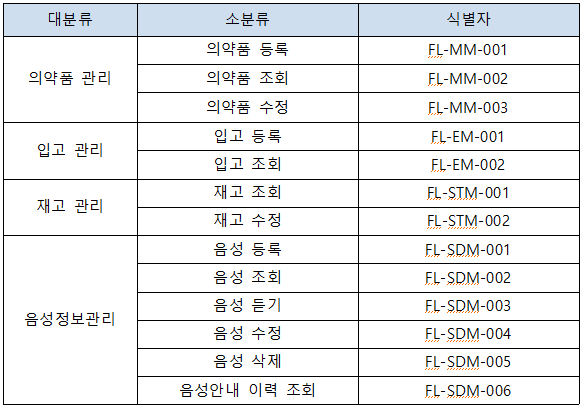 대분류 소분류 식별자
의약품 관리 의약품 등록 FL-MM-001
의약품 조회 FL-MM-002
의약품 수정 FL-MM-003
입고 관리 입고 등록 FL-EM-001
입고 조회 FL-EM-002
재고 관리 재고 조회 FL-STM-001
재고 수정 FL-STM-002
음성정보관리 음성 등록 FL-SDM-001
음성 조회 FL-SDM-002
음성 듣기 FL-SDM-003
음성 수정 FL-SDM-004
음성 삭제 FL-SDM-005
음성안내 이력 조회 FL-SDM-006